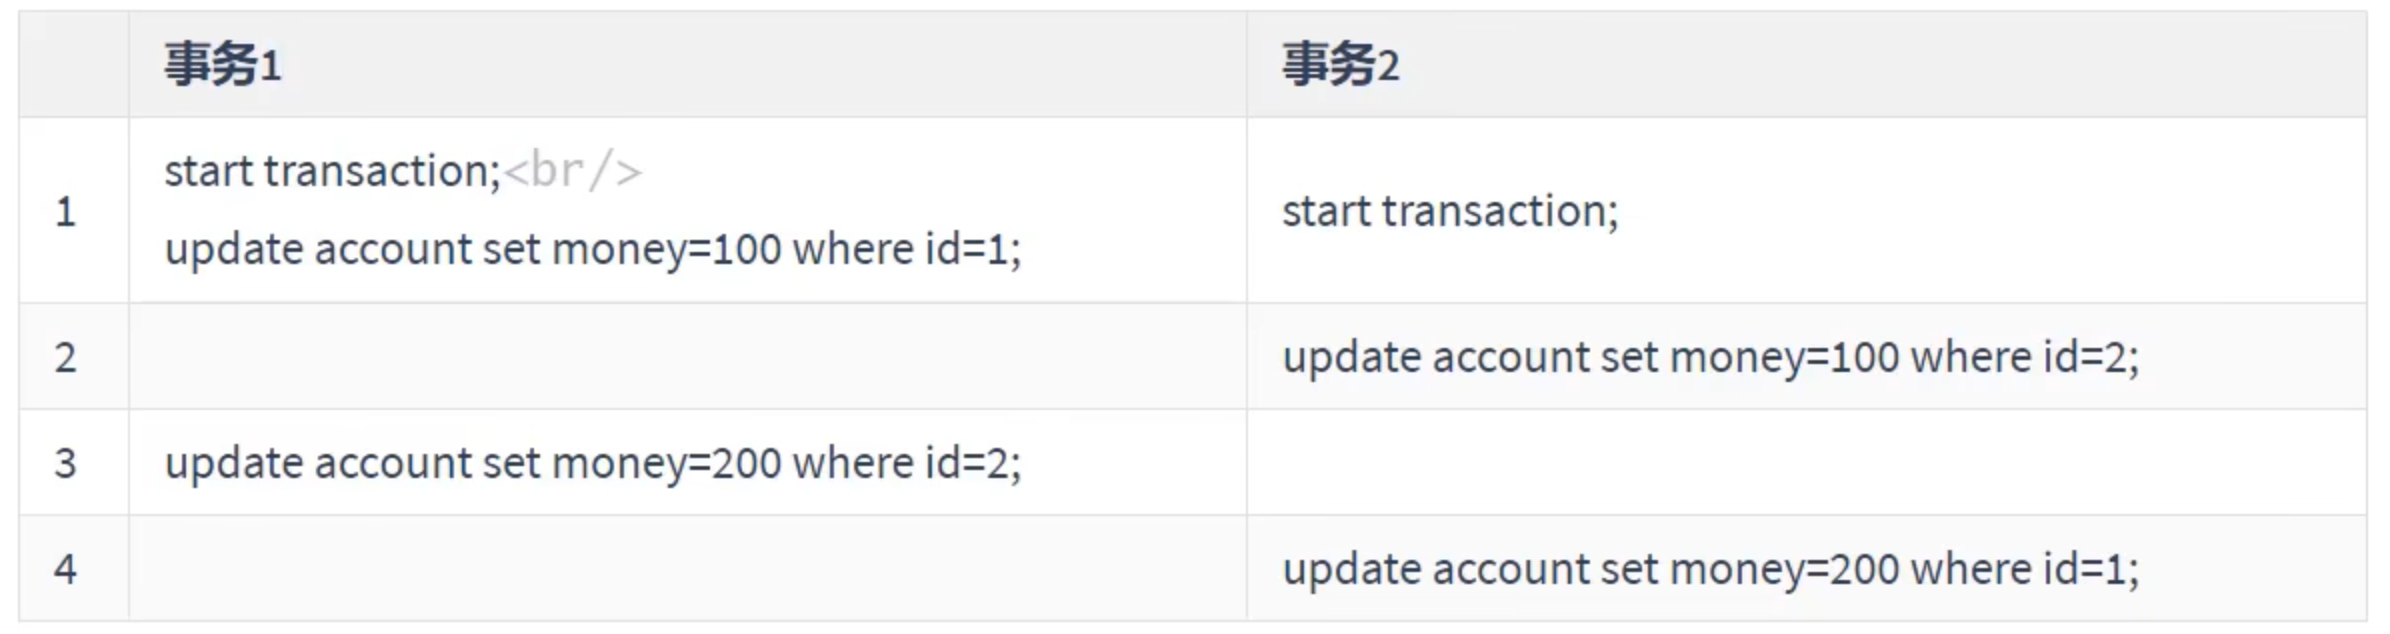 事务1
事务2
1
start transaction;<br/>
update account set money=100 where id=1;
start transaction;
2
update account set money=100 where id=2;
3
update account set money=200 where id=2;
4
update account set money=200 where id=1;